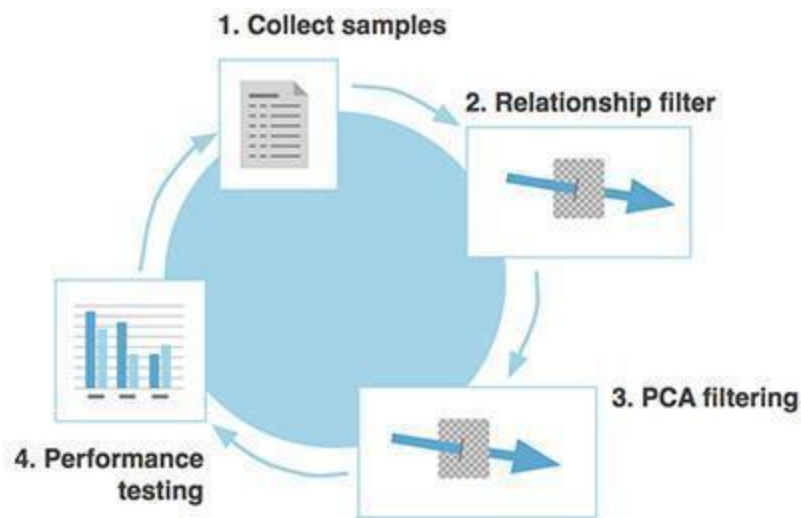 1. Collect samples
2. Relationship filter
3. PCA filtering
4. Performance
testing